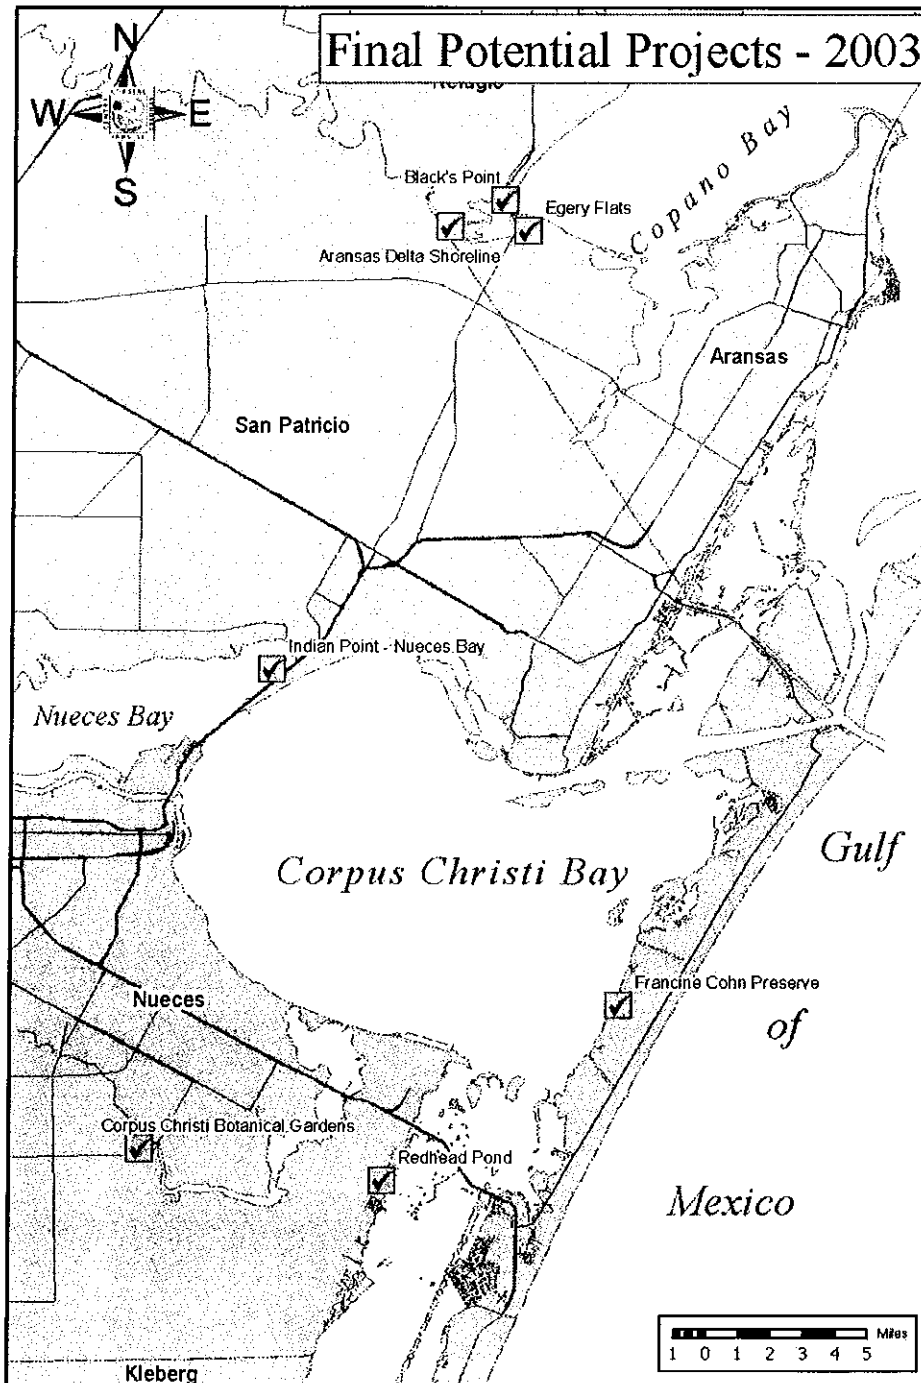 Final Potential Projects - 2003
N
W E
S
Refugio
Copano Bay
Black's Point
Egery Flats
Aransas Delta Shoreline
Aransas
San Patricio
Indian Point - Nueces Bay
Nueces Bay
Corpus Christi Bay
Gulf
of
Mexico
Francine Cohn Preserve
Nueces
Corpus Christi Botanical Gardens
Redhead Pond
Miles
1 0 1 2 3 4 5
Kleberg